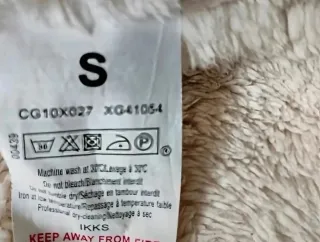 S
CG10X027 XG41054
00439
30 P
Machine wash at 30°C/Lavage à 30°C
Do not bleach/Blanchiment interdit
Do not tumble dry/Séchage en tambour interdit
Iron at low temperature/Repassage à température faible
Professional dry-cleaning/Nettoyage à sec
IKKS
KEEP AWAY FROM FIRE